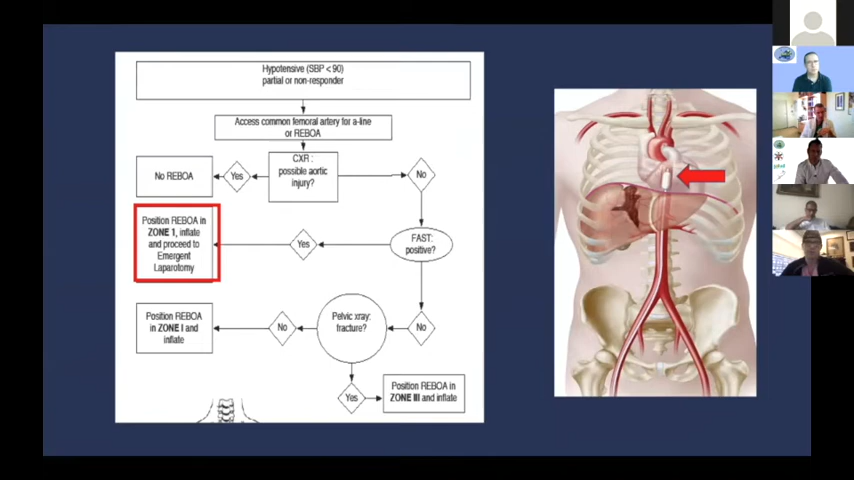 Hypotensive (SBP < 90)
partial or non-responder
Access common femoral artery for a-line
or REBOA
CXR :
possible aortic
injury?
No REBOA
Yes
No
Position REBOA in
ZONE 1, inflate
and proceed to
Emergent
Laparotomy
Yes
FAST:
positive?
Position REBOA
in ZONE I and
inflate
No
Pelvic xray:
fracture?
No
Yes
Position REBOA in
ZONE III and inflate